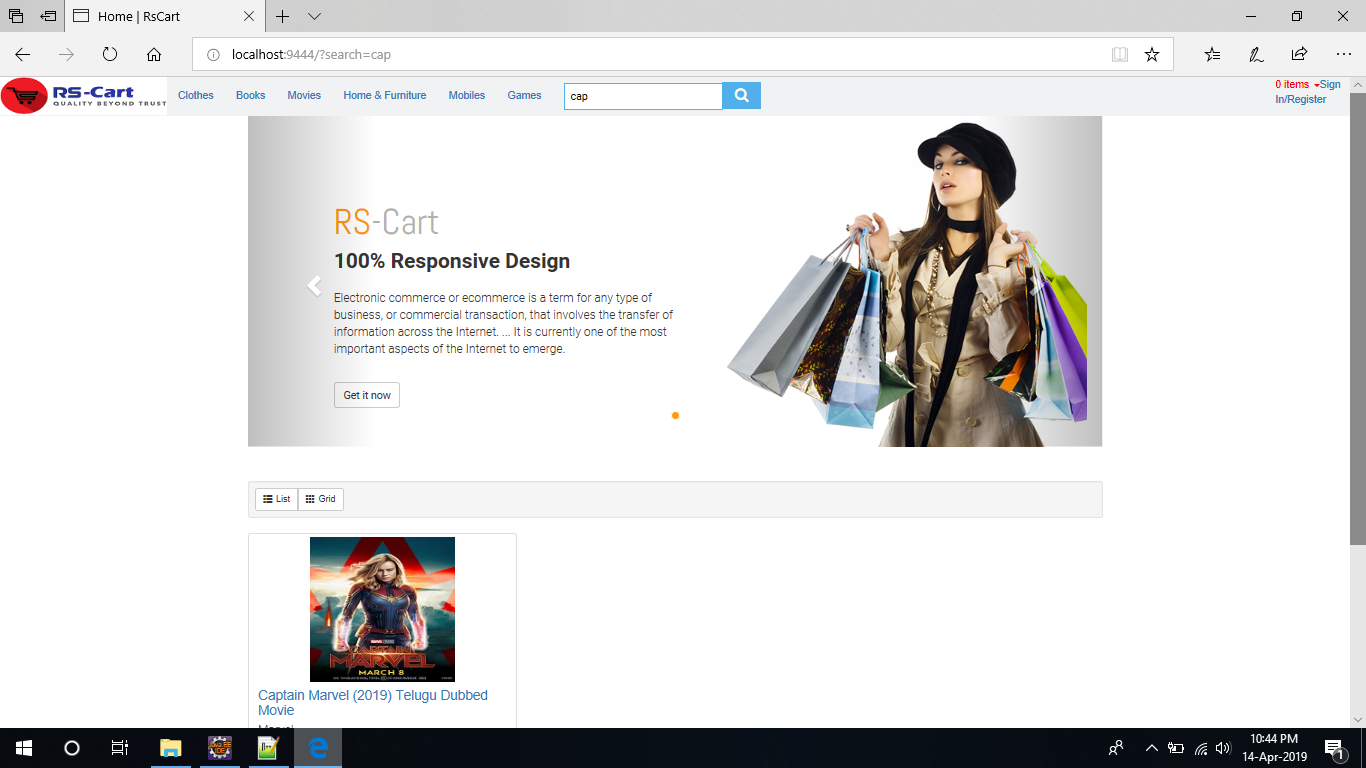 Home | RsCart
localhost:9444/?search=cap
RS-Cart
QUALITY BEYOND TRUST
Clothes Books Movies Home & Furniture Mobiles Games
cap
0 items Sign
In/Register
RS-Cart
100% Responsive Design
Electronic commerce or ecommerce is a term for any type of
business, or commercial transaction, that involves the transfer of
information across the Internet. ... It is currently one of the most
important aspects of the Internet to emerge.
Get it now
List Grid
MARVEL STUDIOS
CAPTAIN
MARVEL
MARCH 8
Captain Marvel (2019) Telugu Dubbed
Movie
10:44 PM
14-Apr-2019
1